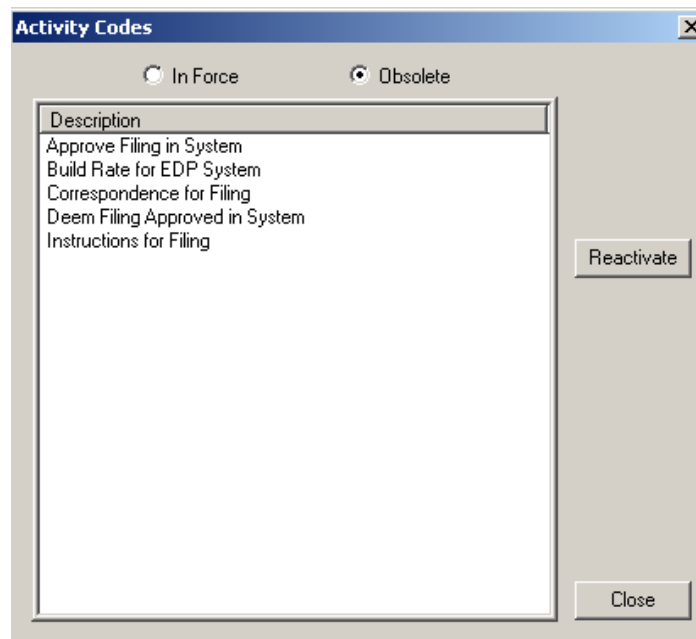 Activity Codes
In Force
Obsolete
Description
Approve Filing in System
Build Rate for EDP System
Correspondence for Filing
Deem Filing Approved in System
Instructions for Filing
Reactivate
Close